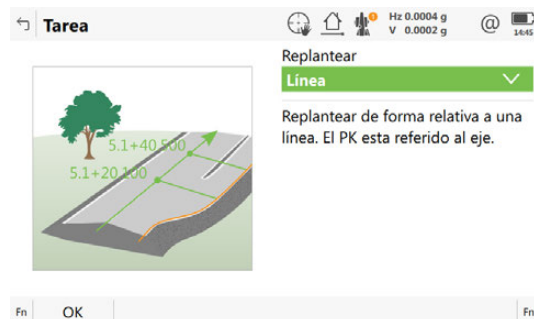 Tarea
Hz 0.0004 g
V 0.0002 g
@
14:45
Replantear
Línea
Replantear de forma relativa a una
línea. El PK esta referido al eje.
5.1+40.500
5.1+20.100
Fn
OK
Fn